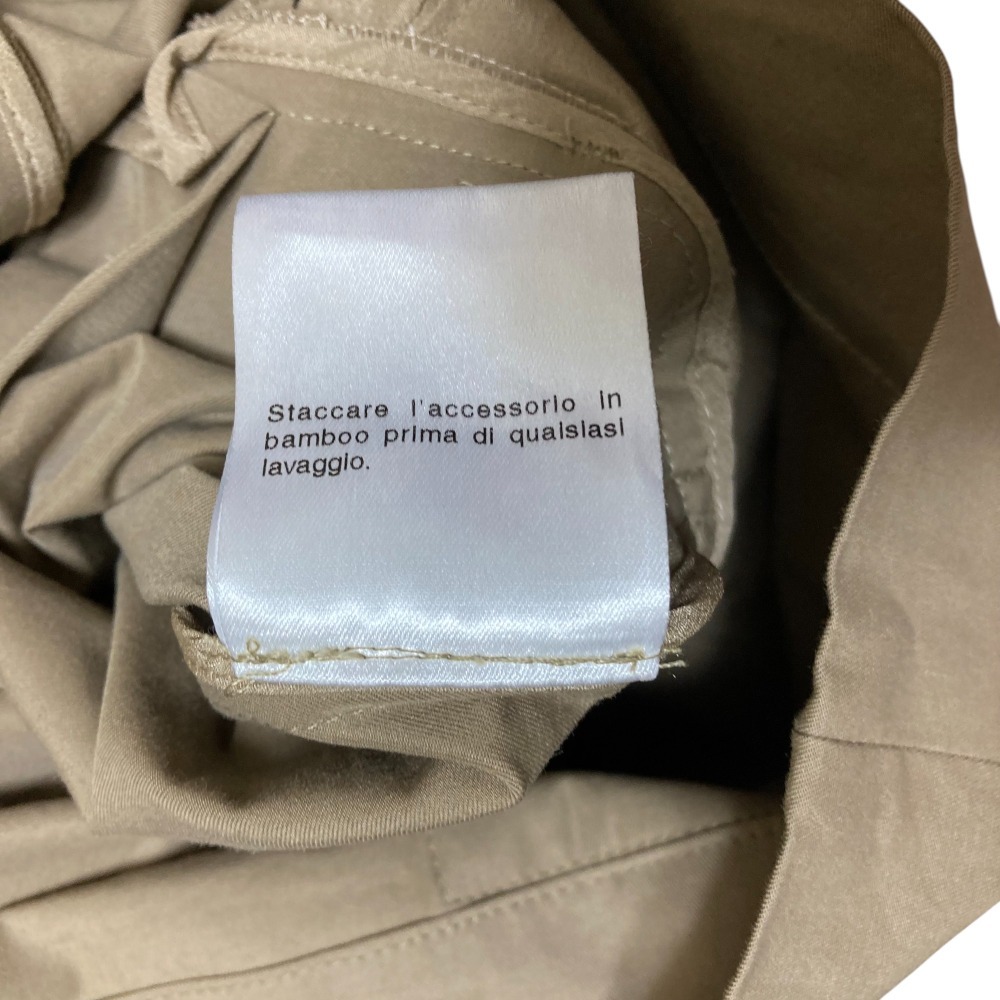 Staccare l'accessorio in
bamboo prima di qualsiasi
lavaggio.